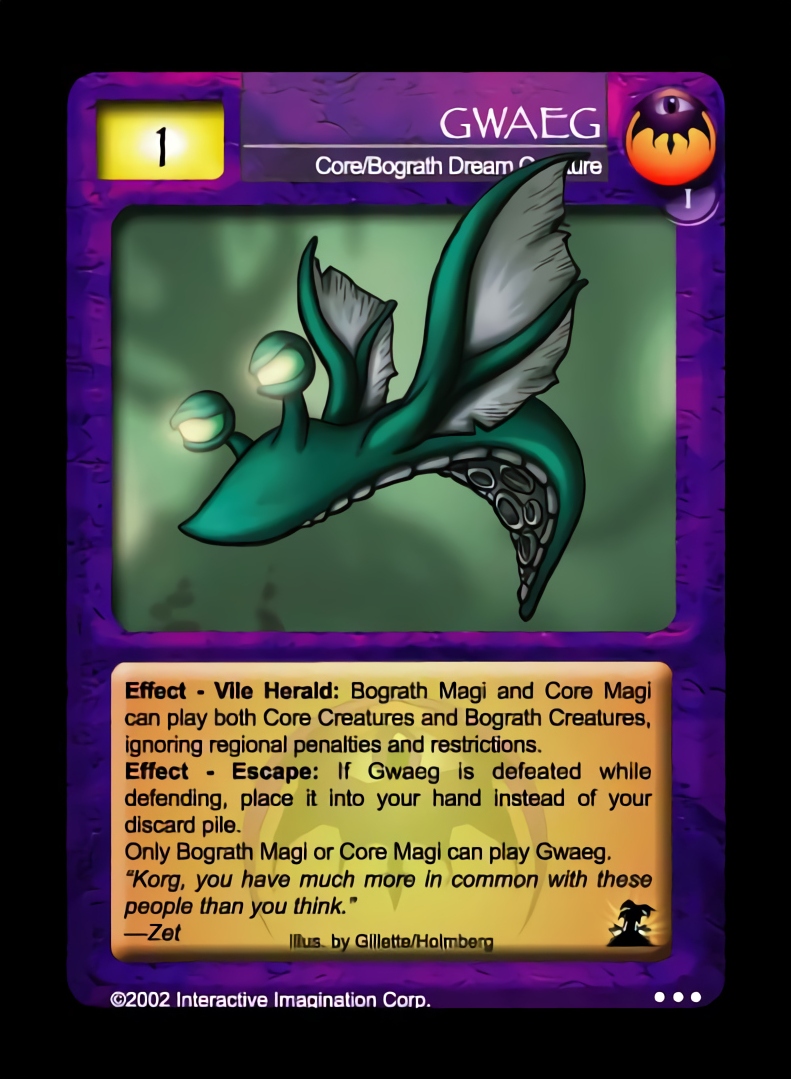 1
GWAEG
Core/Bograth Dream
I
Effect - Vile Herald: Bograth Magi and Core Magi
can play both Core Creatures and Bograth Creatures,
ignoring regional penalties and restrictions.
Effect - Escape: If Gwaeg is defeated while
defending, place it into your hand instead of your
discard pile.
Only Bograth Magi or Core Magi can play Gwaeg.
“Korg, you have much more in common with these
people than you think.”
—Zet
Illus. by Gillette/Holmberg
©2002 Interactive Imagination Corp.